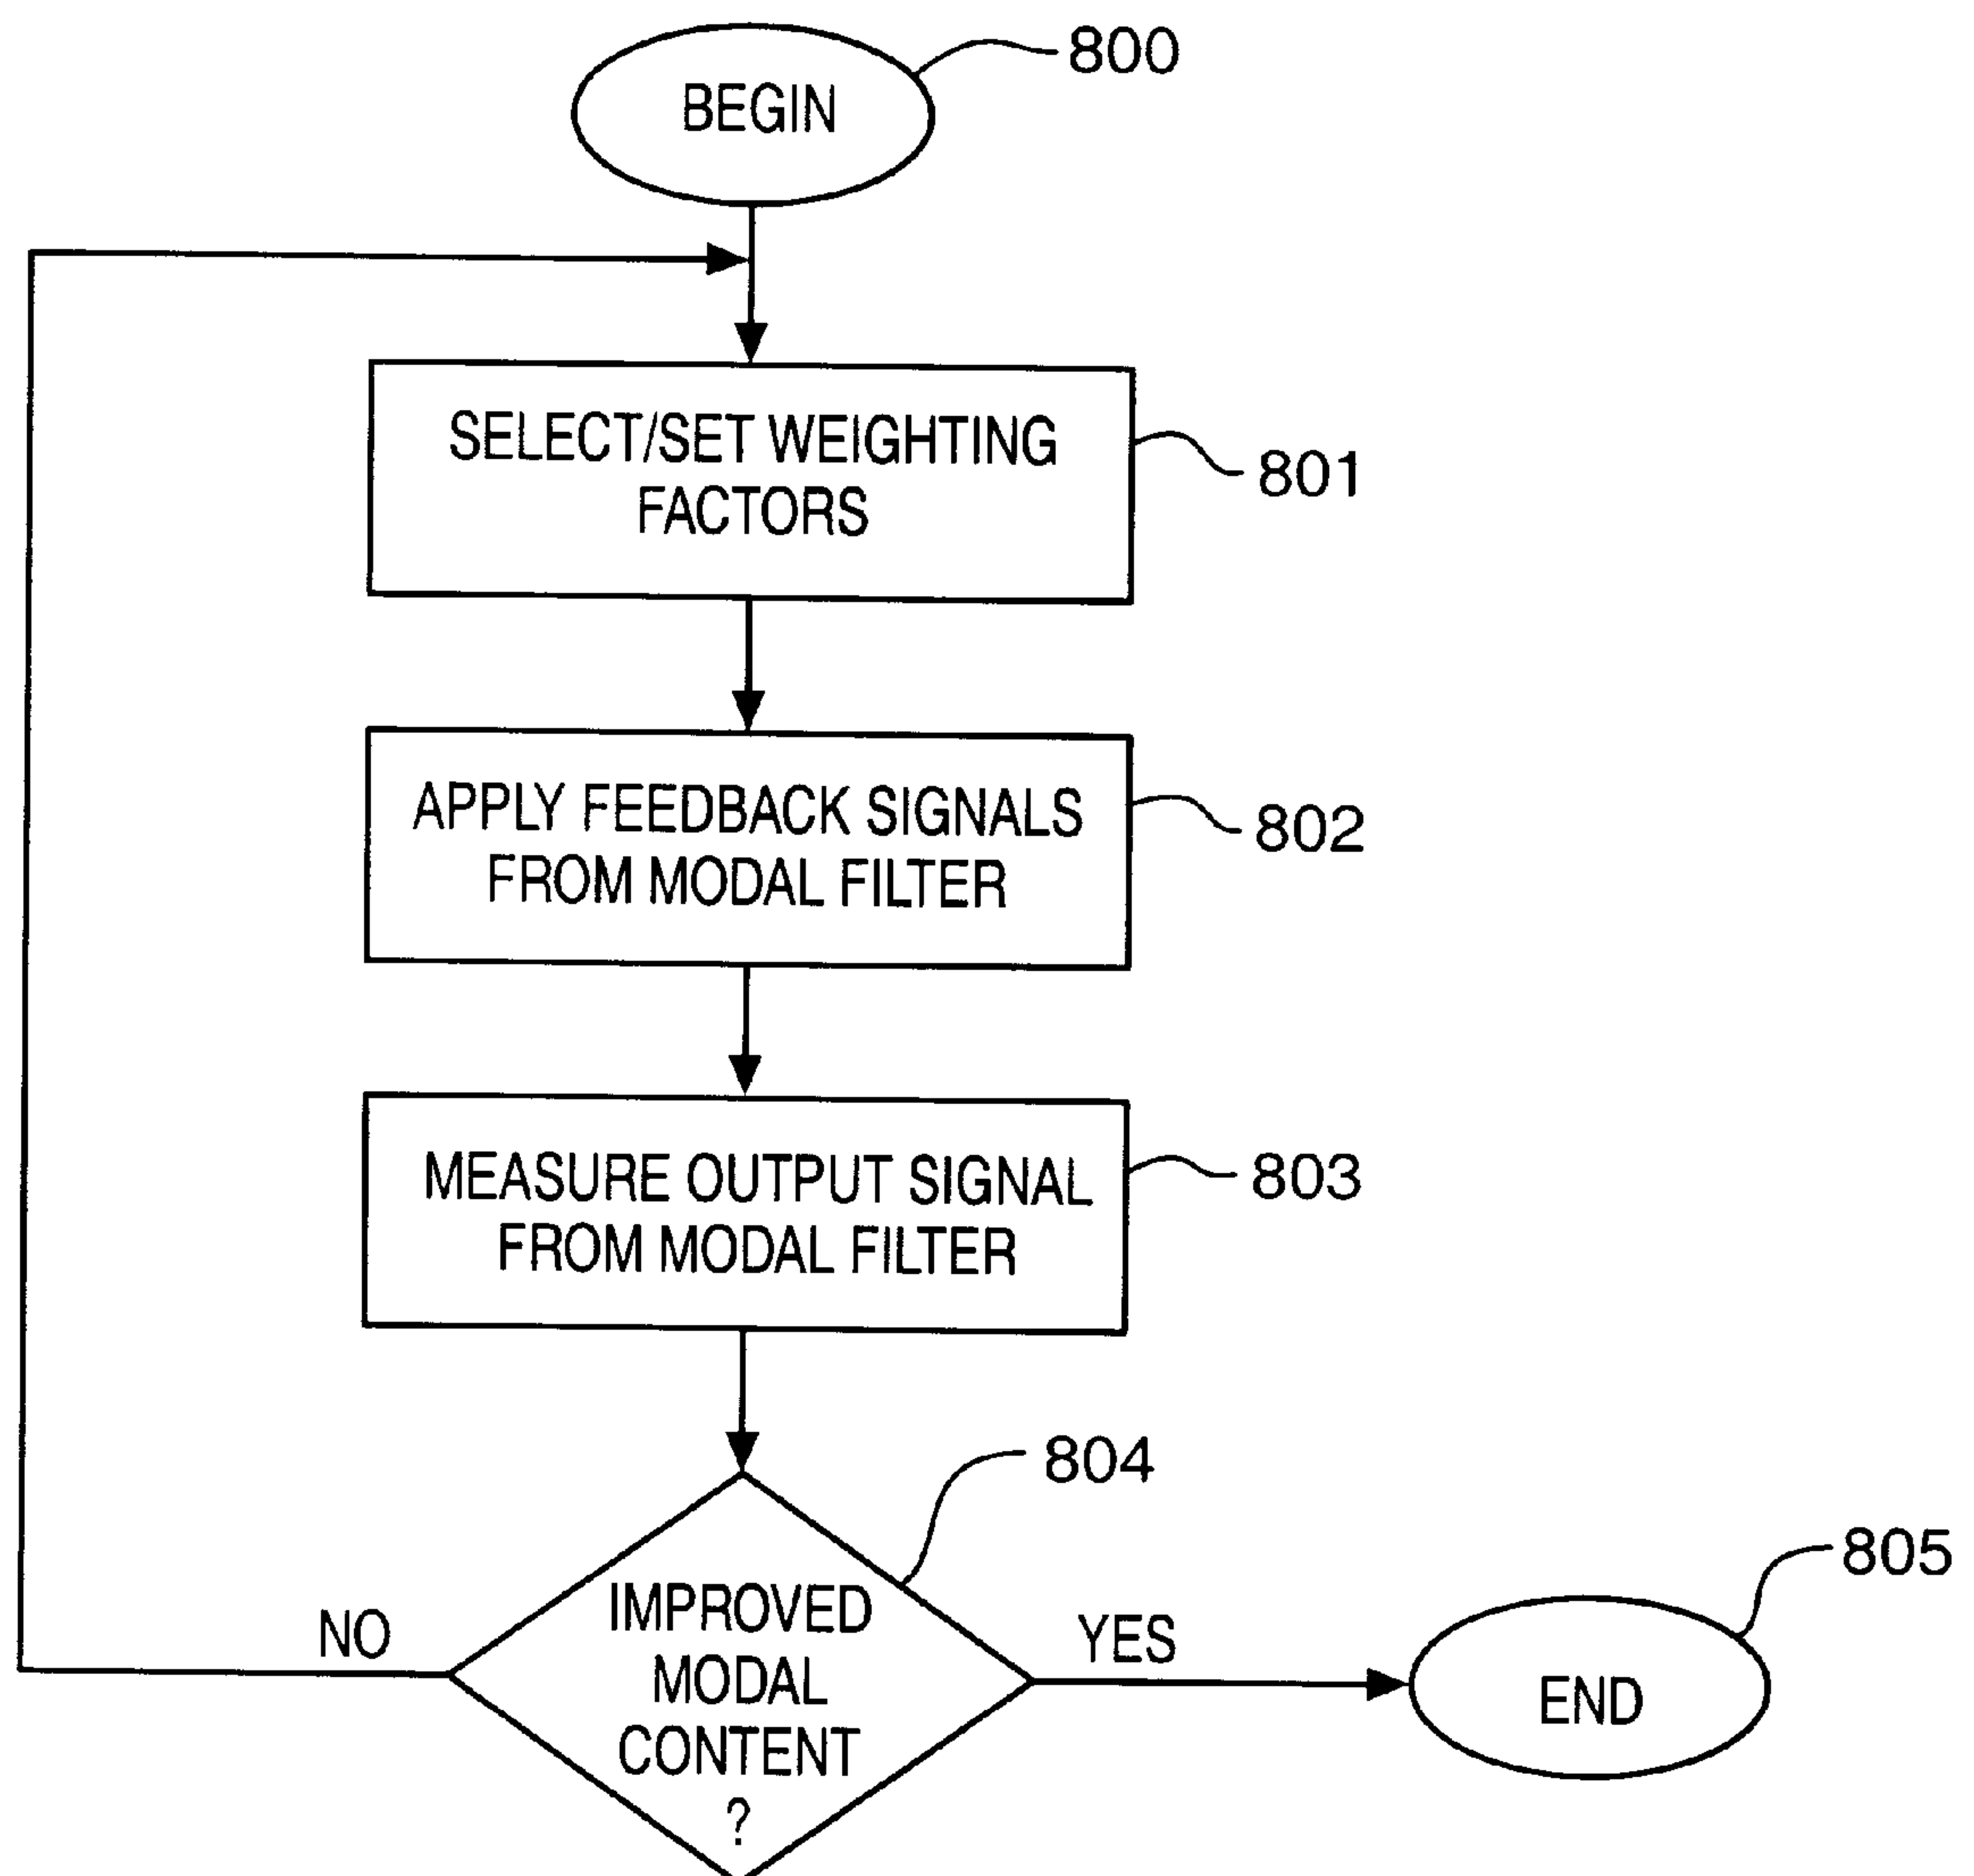 BEGIN
800
SELECT/SET WEIGHTING
FACTORS
801
APPLY FEEDBACK SIGNALS
FROM MODAL FILTER
802
MEASURE OUTPUT SIGNAL
FROM MODAL FILTER
803
804
IMPROVED
MODAL
CONTENT
?
NO
YES
805
END